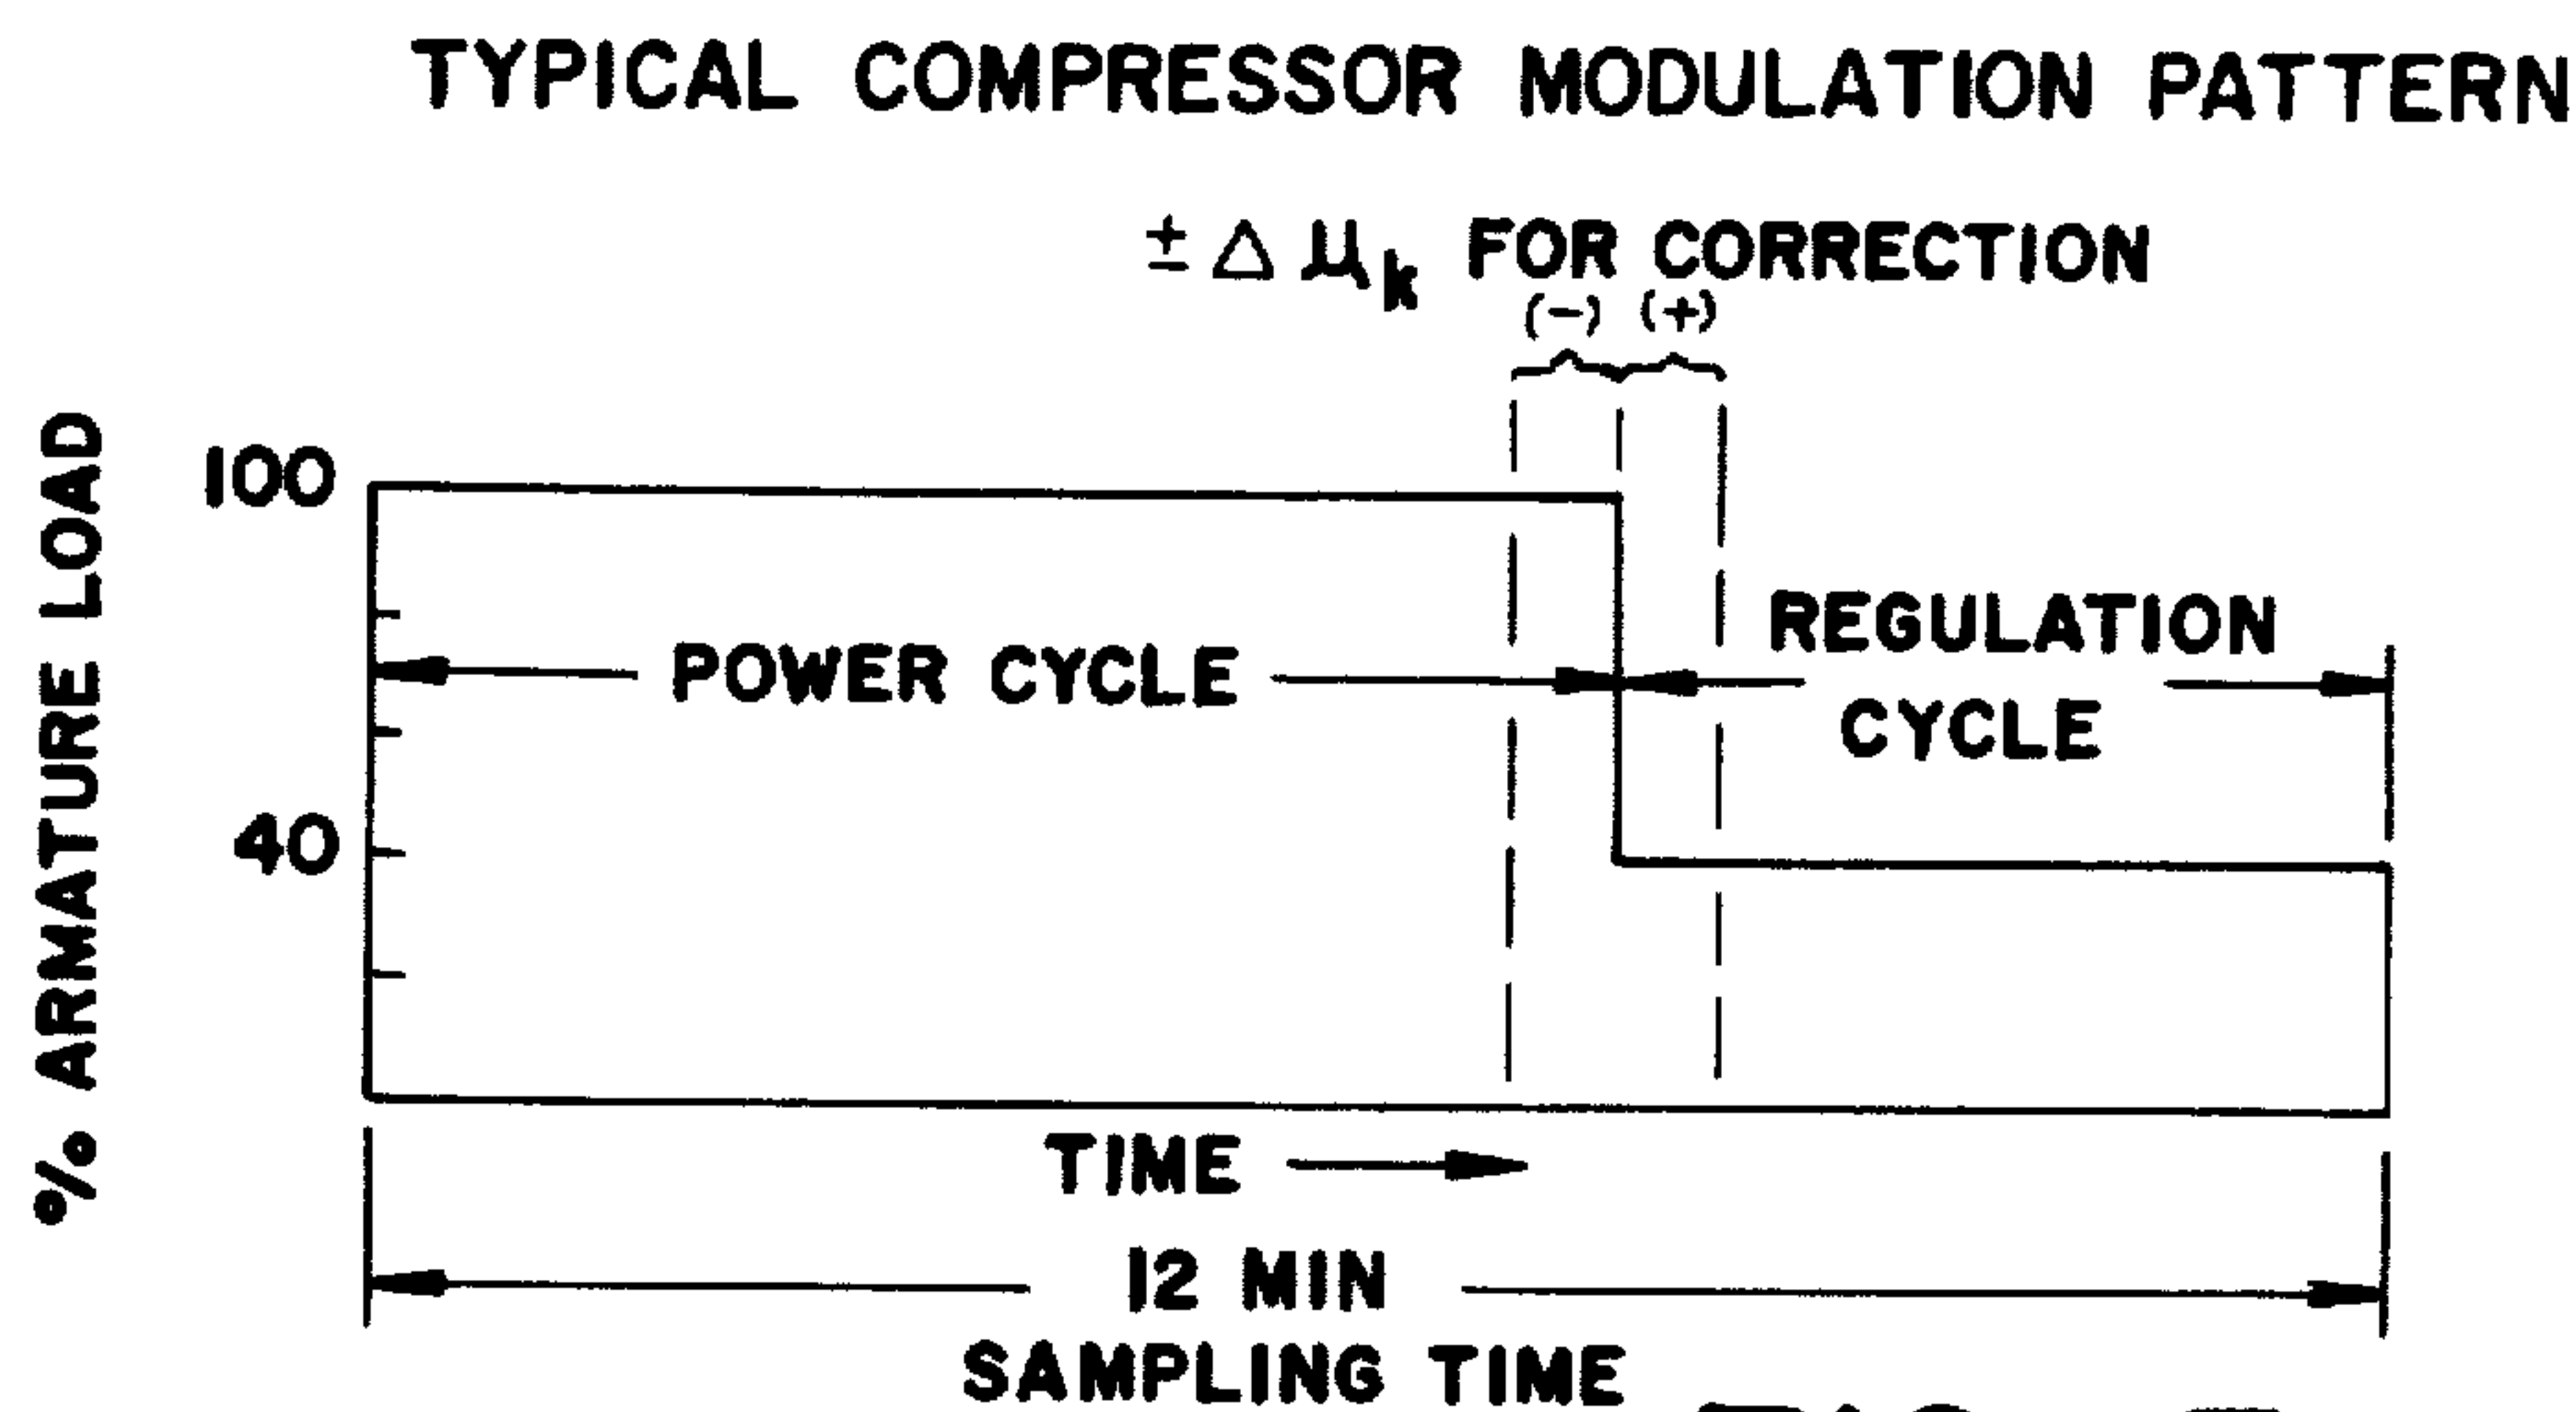 TYPICAL COMPRESSOR MODULATION PATTERN
± Δ μk FOR CORRECTION
(-) (+)
% ARMATURE LOAD
100
POWER CYCLE
REGULATION
CYCLE
40
TIME
12 MIN
SAMPLING TIME